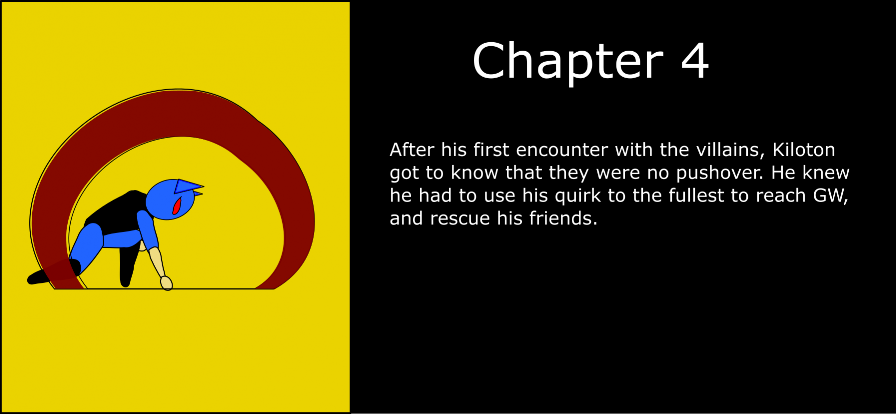 Chapter 4
After his first encounter with the villains, Kiloton
got to know that they were no pushover. He knew
he had to use his quirk to the fullest to reach GW,
and rescue his friends.